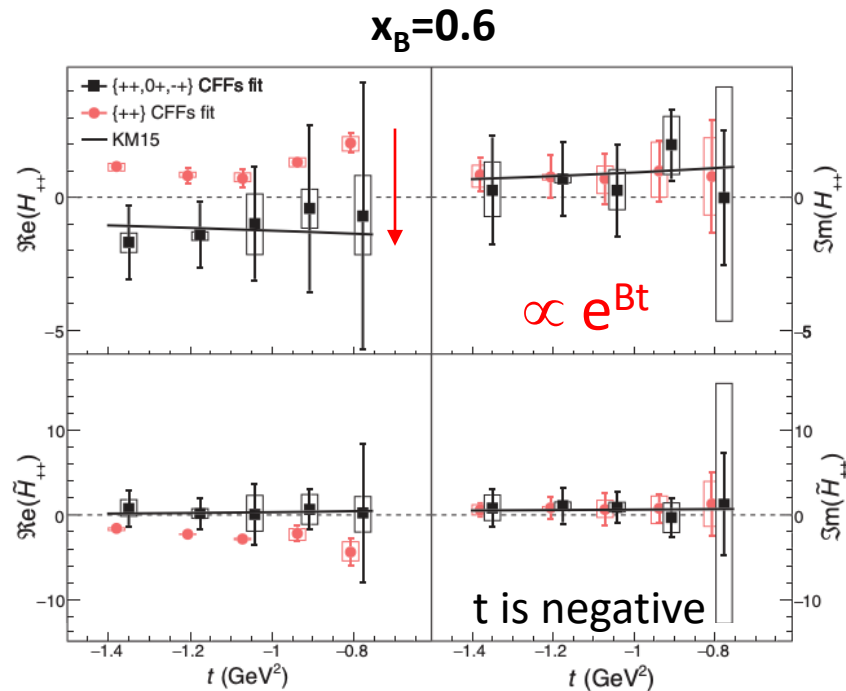 x_B=0.6
{++,0+,-+} CFFs fit
{++} CFFs fit
KM15
ℜe(H_++)
0
−5
∝ e^Bt
ℑm(H_++)
0
−5
ℜe(H̃_++)
10
0
−10
t is negative
ℑm(H̃_++)
10
0
−10
−1.4 −1.2 −1 −0.8
t (GeV²)
−1.4 −1.2 −1 −0.8
t (GeV²)